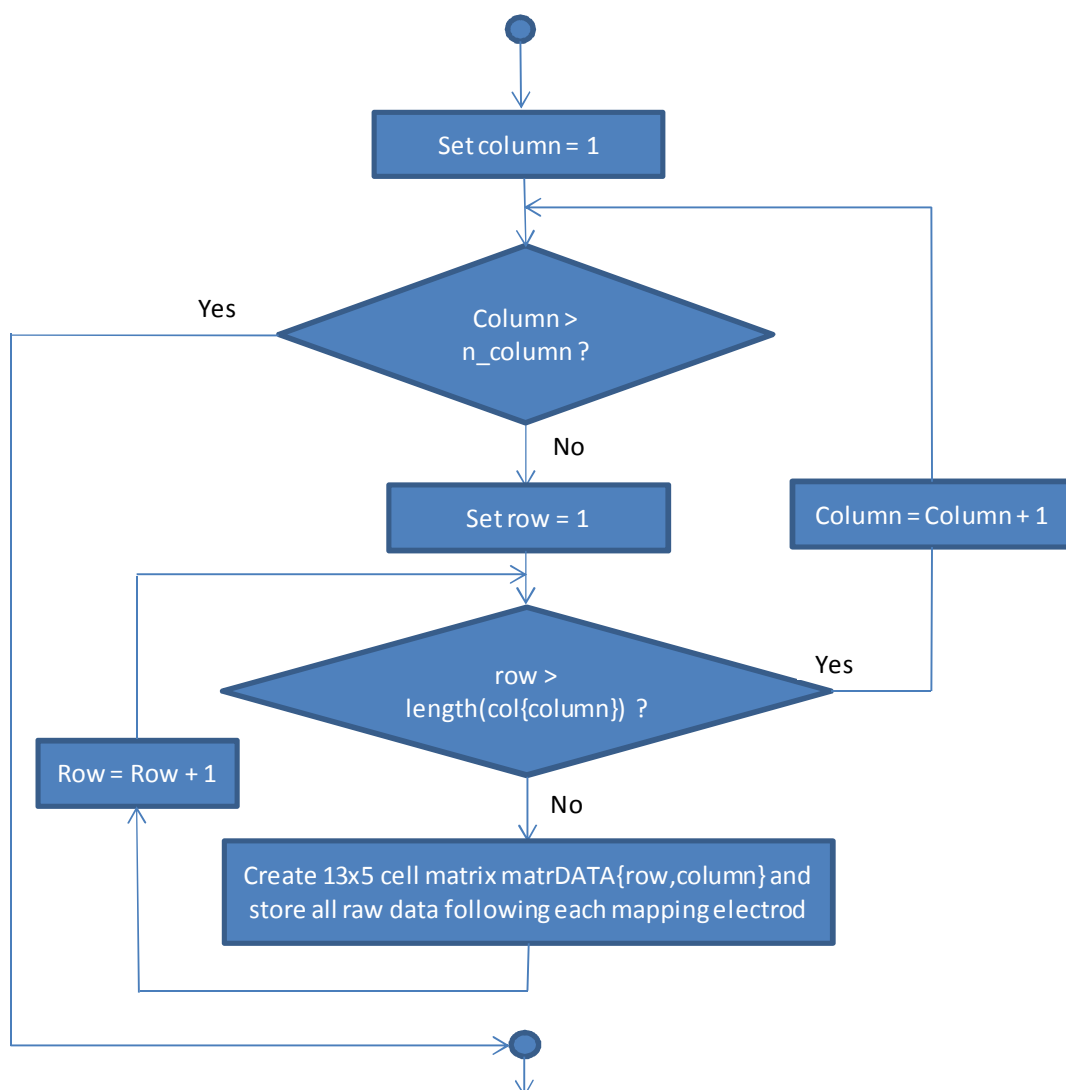 Set column = 1
Yes
Column >
n_column ?
No
Set row = 1
Column = Column + 1
row >
length(col{column}) ?
Yes
Row = Row + 1
No
Create 13x5 cell matrix matrDATA{row,column} and
store all raw data following each mapping electrod